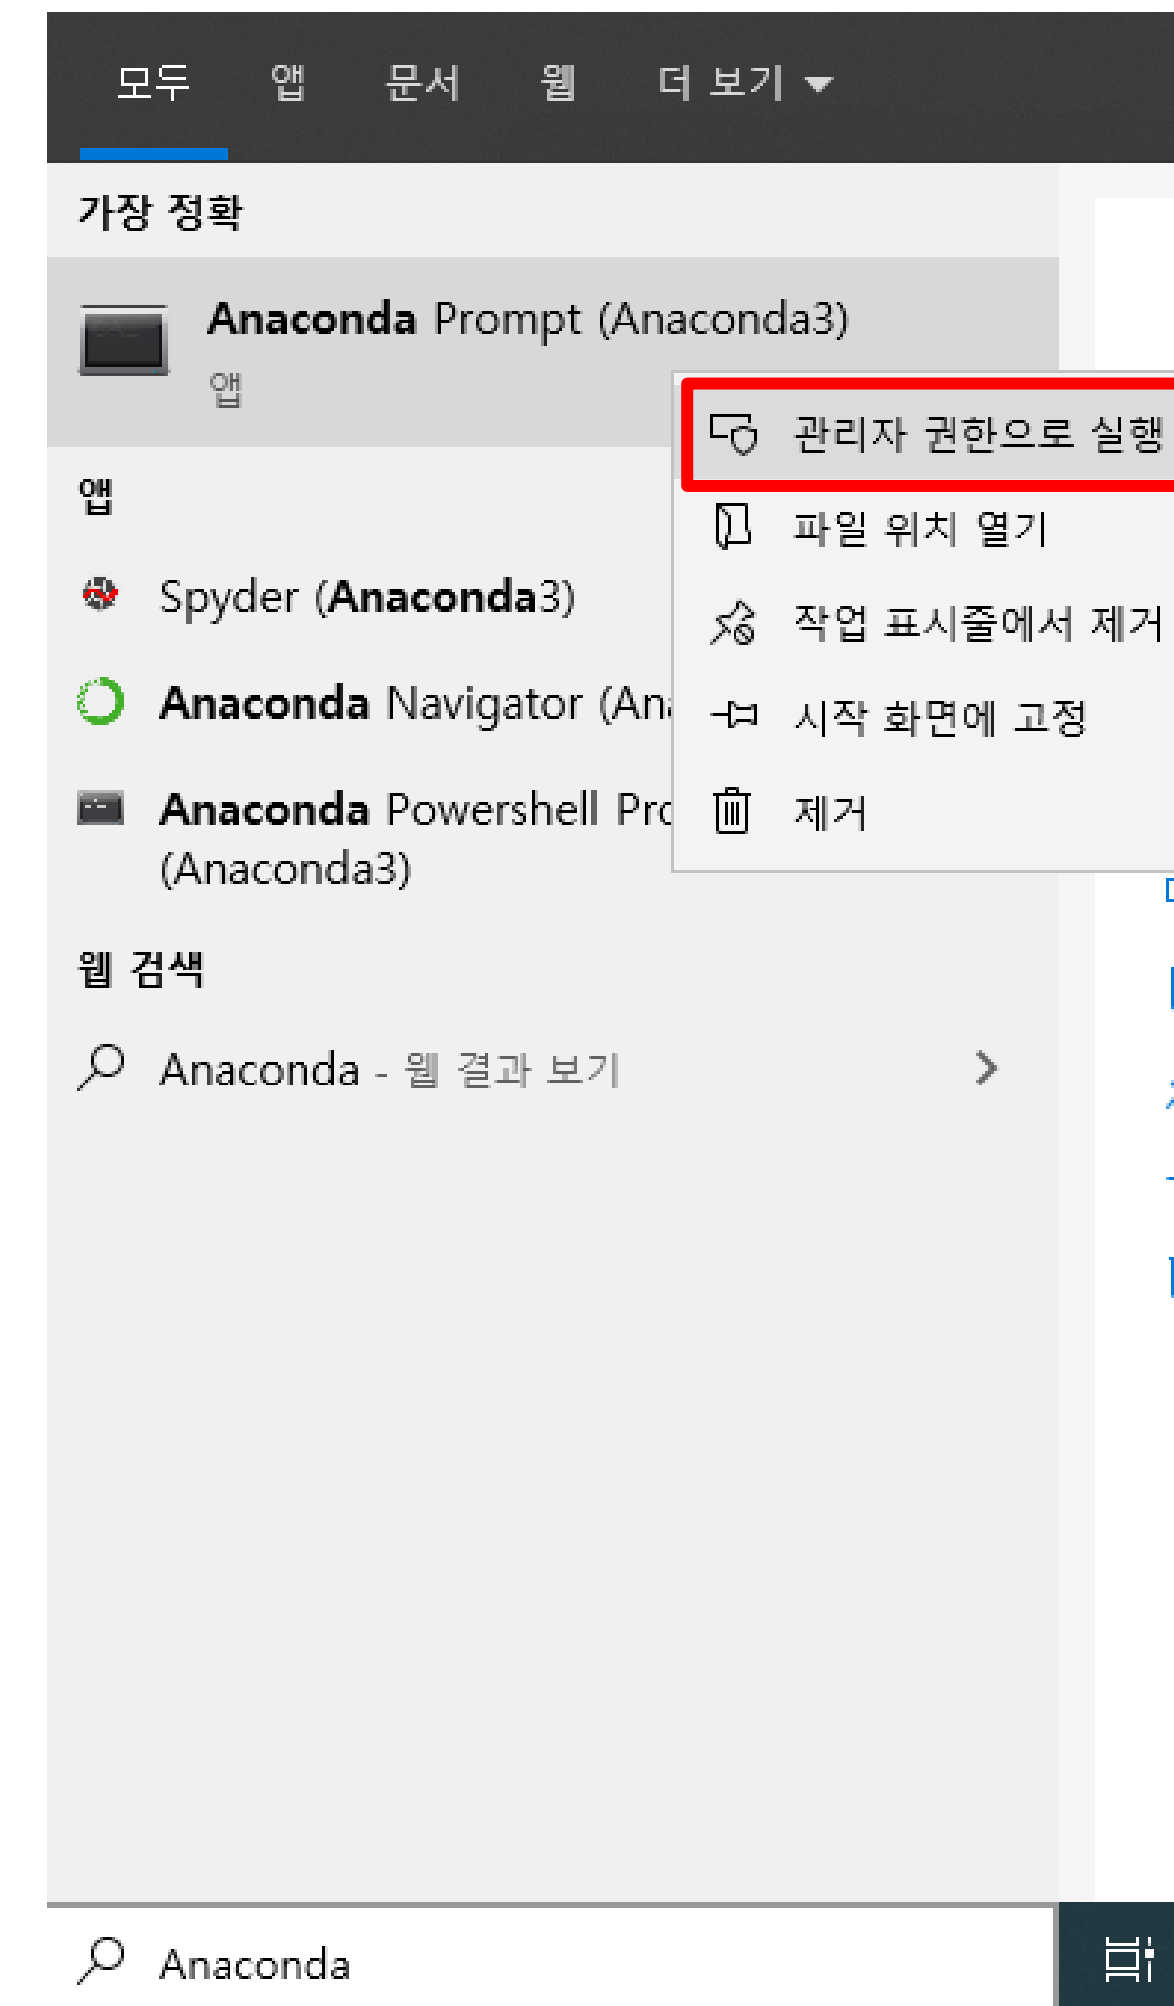 모두 앱 문서 웹 더 보기
가장 정확
Anaconda Prompt (Anaconda3)
앱
관리자 권한으로 실행
앱
파일 위치 열기
Spyder (Anaconda3)
작업 표시줄에서 제거
Anaconda Navigator (Ana
시작 화면에 고정
Anaconda Powershell Pro
(Anaconda3)
제거
웹 검색
Anaconda - 웹 결과 보기
Anaconda